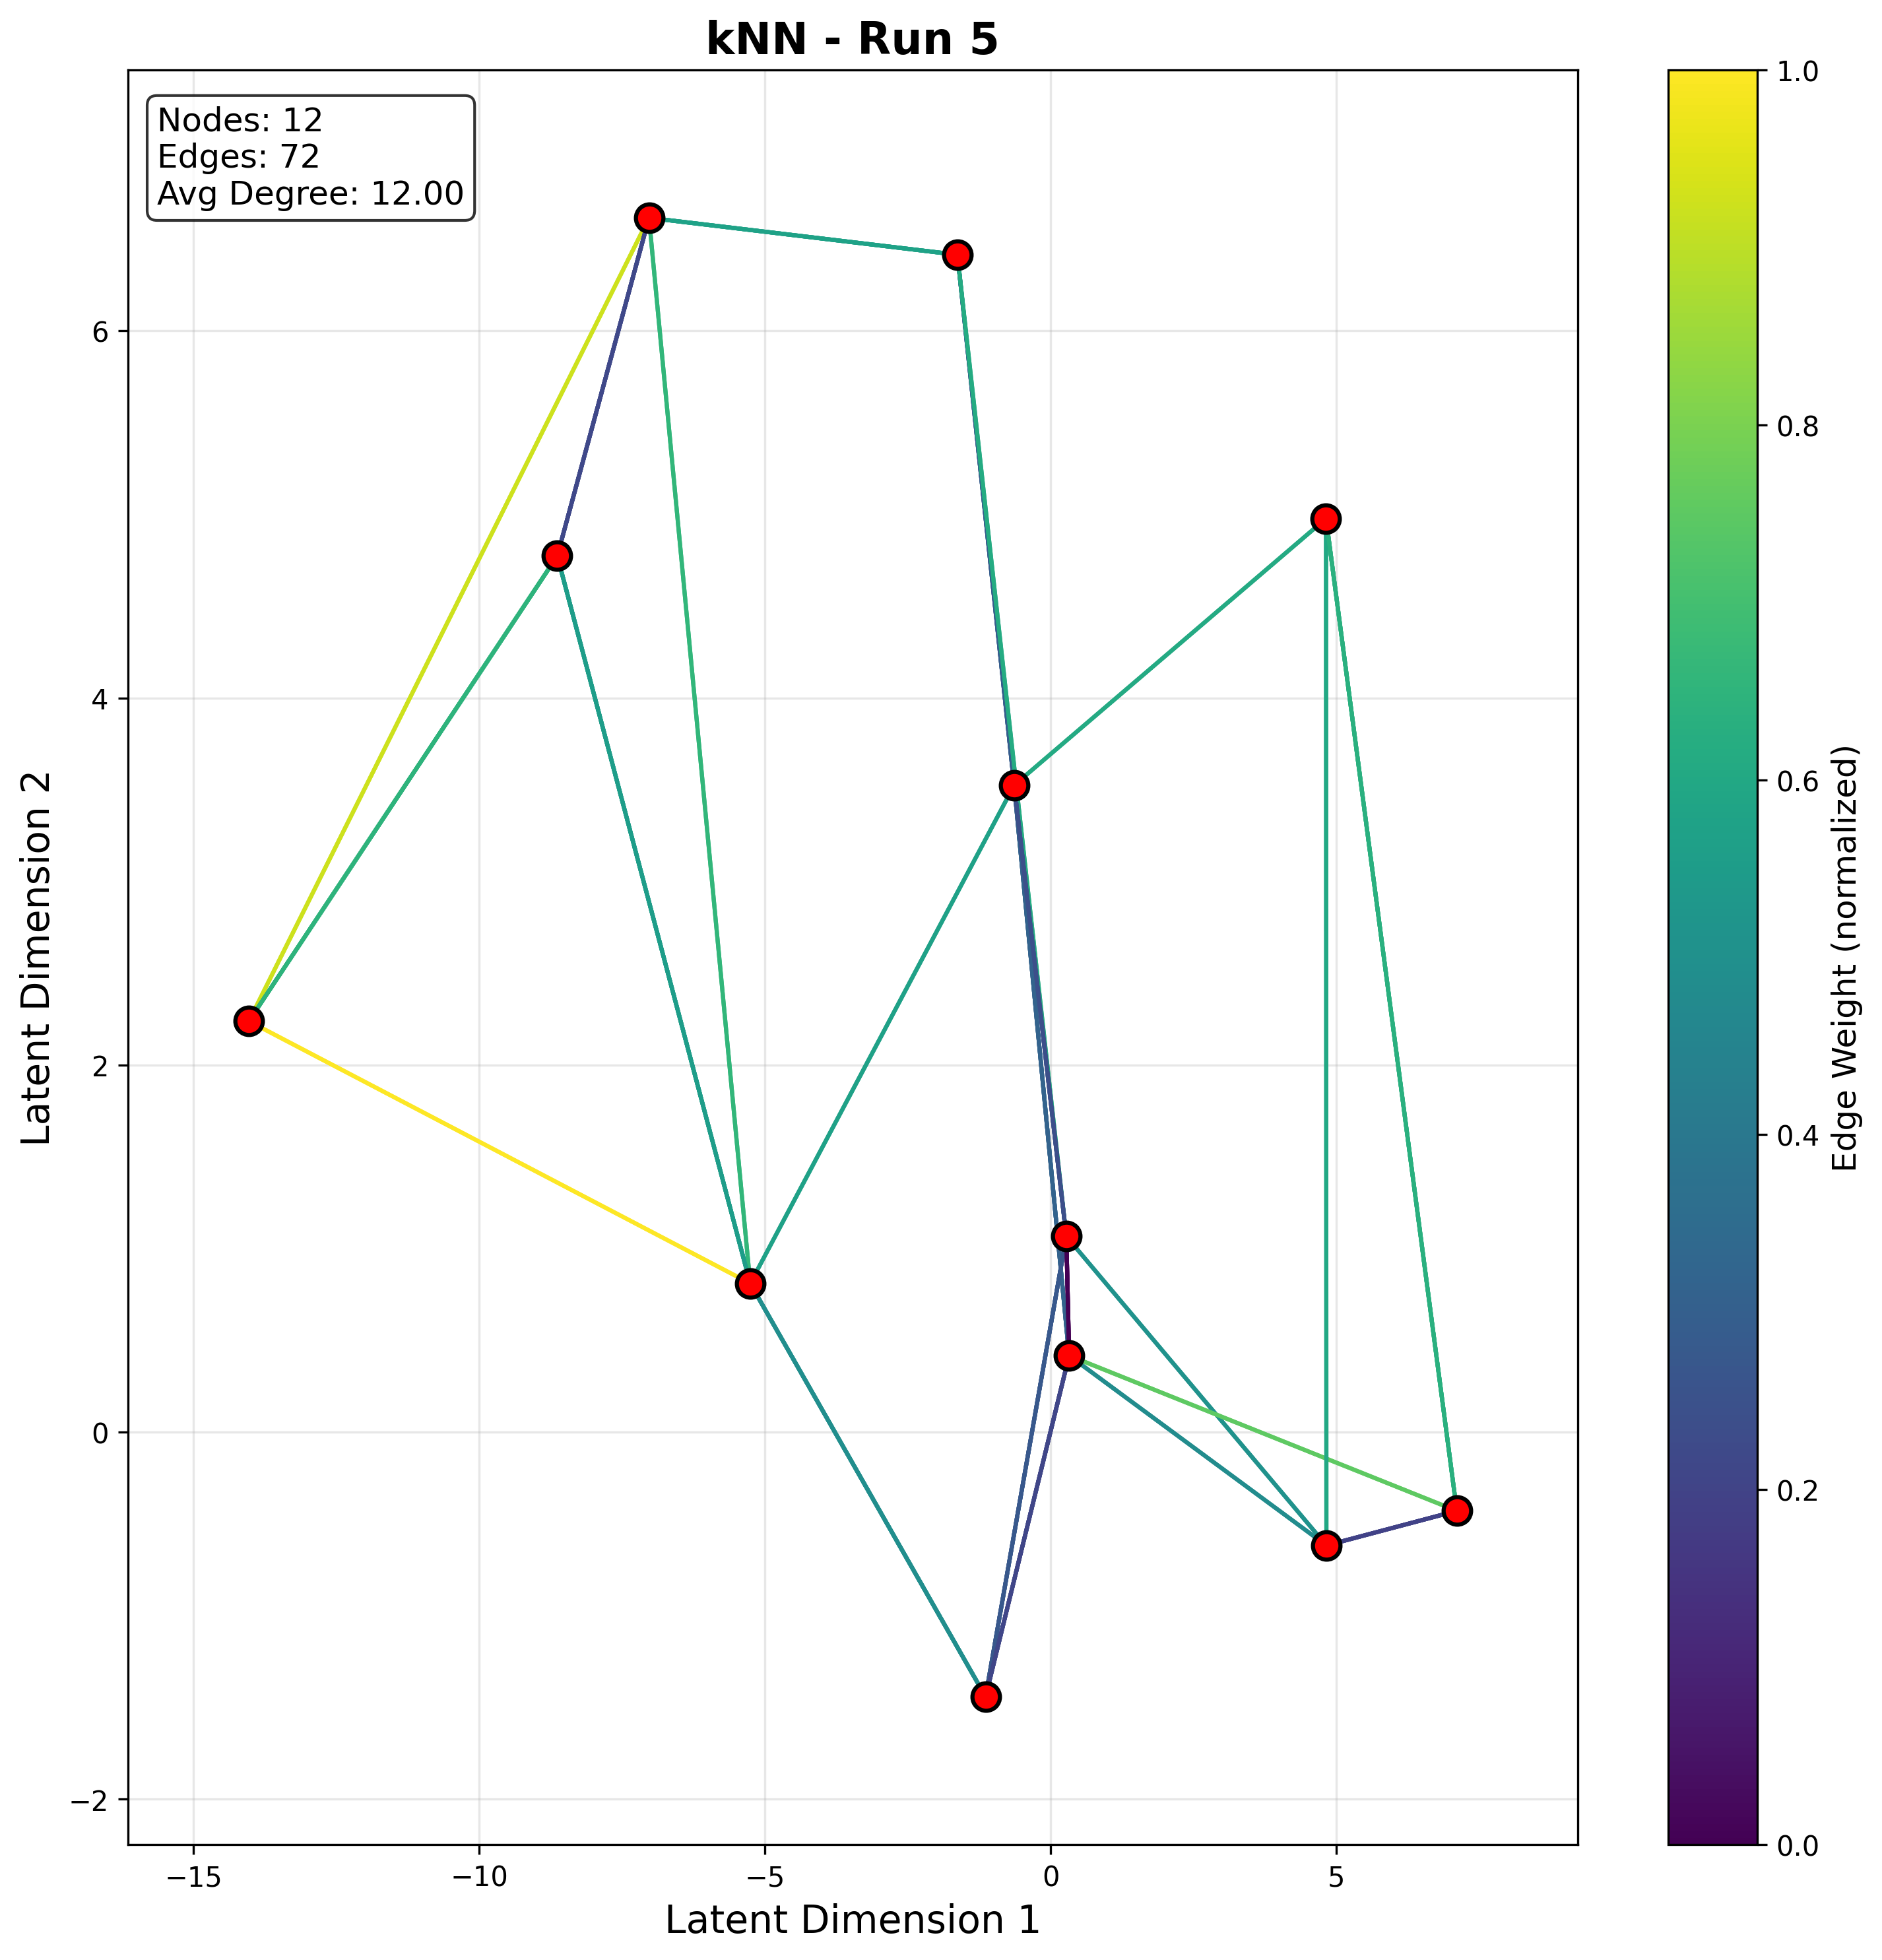 kNN - Run 5
Nodes: 12
Edges: 72
Avg Degree: 12.00
6
4
2
0
−2
Latent Dimension 2
−15
−10
−5
0
5
Latent Dimension 1
1.0
0.8
0.6
0.4
0.2
0.0
Edge Weight (normalized)